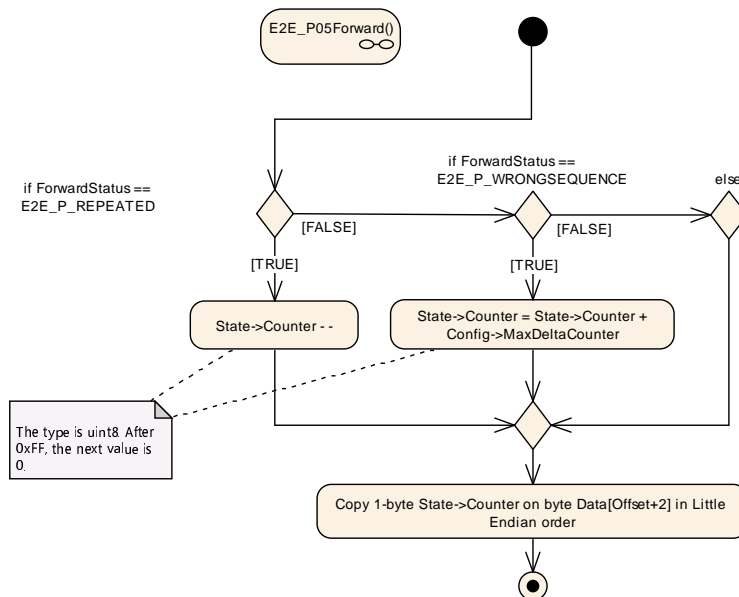 E2E_P05Forward()
if ForwardStatus ==
E2E_P_REPEATED
if ForwardStatus ==
E2E_P_WRONGSEQUENCE
else
[FALSE]
[FALSE]
[TRUE]
[TRUE]
State->Counter - -
State->Counter = State->Counter +
Config->MaxDeltaCounter
The type is uint8. After
0xFF, the next value is
0.
Copy 1-byte State->Counter on byte Data[Offset+2] in Little
Endian order